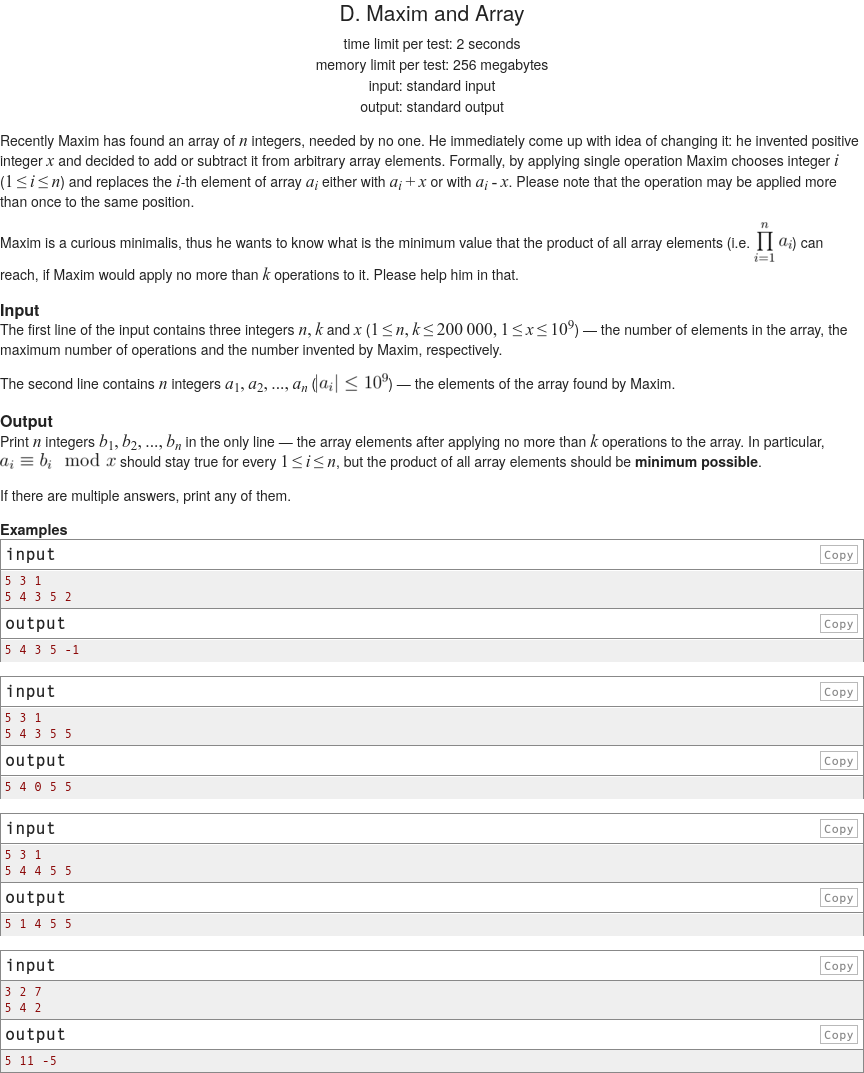 D. Maxim and Array
time limit per test: 2 seconds
memory limit per test: 256 megabytes
input: standard input
output: standard output
Recently Maxim has found an array of n integers, needed by no one. He immediately come up with idea of changing it: he invented positive
integer x and decided to add or subtract it from arbitrary array elements. Formally, by applying single operation Maxim chooses integer i
(1 ≤ i ≤ n) and replaces the i-th element of array a_i either with a_i + x or with a_i - x. Please note that the operation may be applied more
than once to the same position.
Maxim is a curious minimalis, thus he wants to know what is the minimum value that the product of all array elements (i.e. ∏_{i=1}^{n} a_i) can
reach, if Maxim would apply no more than k operations to it. Please help him in that.
Input
The first line of the input contains three integers n, k and x (1 ≤ n, k ≤ 200 000, 1 ≤ x ≤ 10^9) — the number of elements in the array, the
maximum number of operations and the number invented by Maxim, respectively.
The second line contains n integers a_1, a_2, ..., a_n (|a_i| ≤ 10^9) — the elements of the array found by Maxim.
Output
Print n integers b_1, b_2, ..., b_n in the only line — the array elements after applying no more than k operations to the array. In particular,
a_i ≡ b_i mod x should stay true for every 1 ≤ i ≤ n, but the product of all array elements should be minimum possible.
If there are multiple answers, print any of them.
Examples
input Copy
5 3 1
5 4 3 5 2
output Copy
5 4 3 5 -1
input Copy
5 3 1
5 4 3 5 5
output Copy
5 4 0 5 5
input Copy
5 3 1
5 4 4 5 5
output Copy
5 1 4 5 5
input Copy
3 2 7
5 4 2
output Copy
5 11 -5